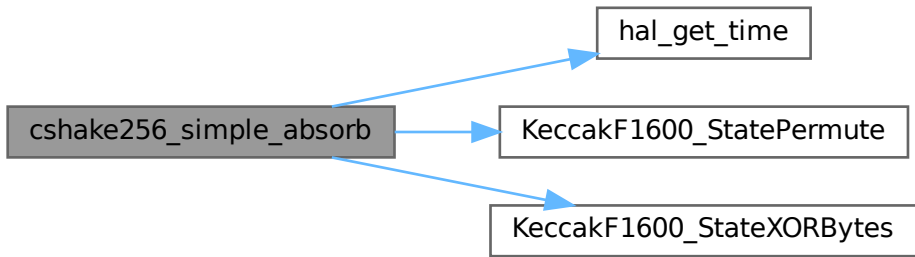 hal_get_time
cshake256_simple_absorb
KeccakF1600_StatePermute
KeccakF1600_StateXORBytes